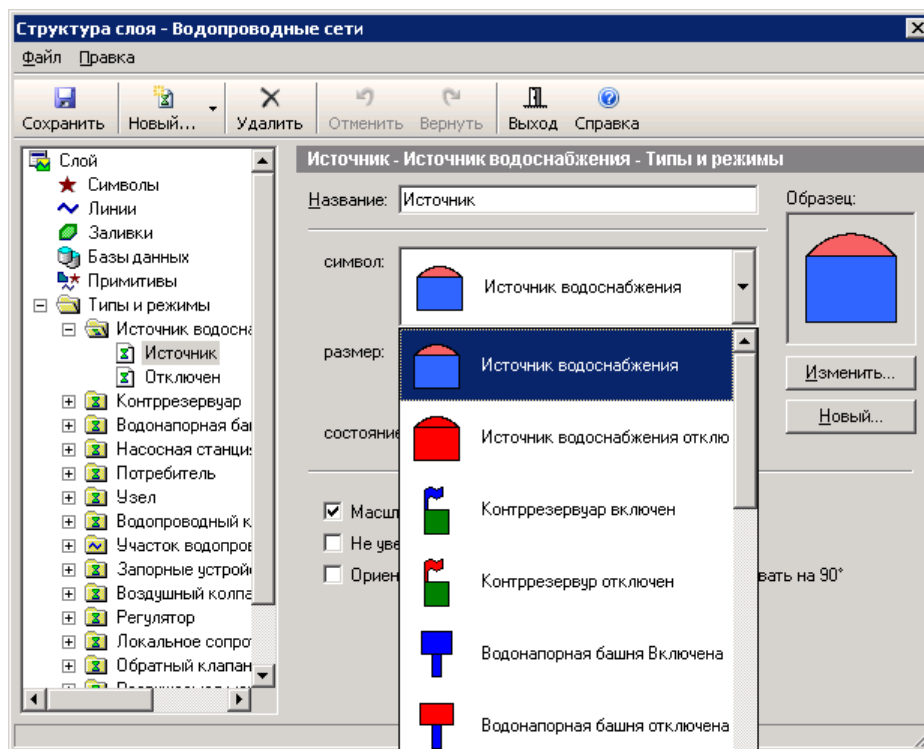 Структура слоя - Водопроводные сети
Файл Правка
Сохранить Новый... Удалить Отменить Вернуть Выход Справка
Слой
Символы
Линии
Заливки
Базы данных
Примитивы
Типы и режимы
Источник водосна
Источник
Отключен
Контррезервуар
Водонапорная ба
Насосная станци
Потребитель
Узел
Водопроводный к
Участок водопров
Запорные устрой
Воздушный колпа
Регулятор
Локальное сопро
Обратный клапан
Источник - Источник водоснабжения - Типы и режимы
Название: Источник
Образец:
символ: Источник водоснабжения
размер:
состояние
Источник водоснабжения
Источник водоснабжения отклю
Контррезервуар включен
Контррезервур отключен
Водонапорная башня Включена
Водонапорная башня отключена
Изменить...
Новый...
Масшт
Не уве
Ориен вать на 90°